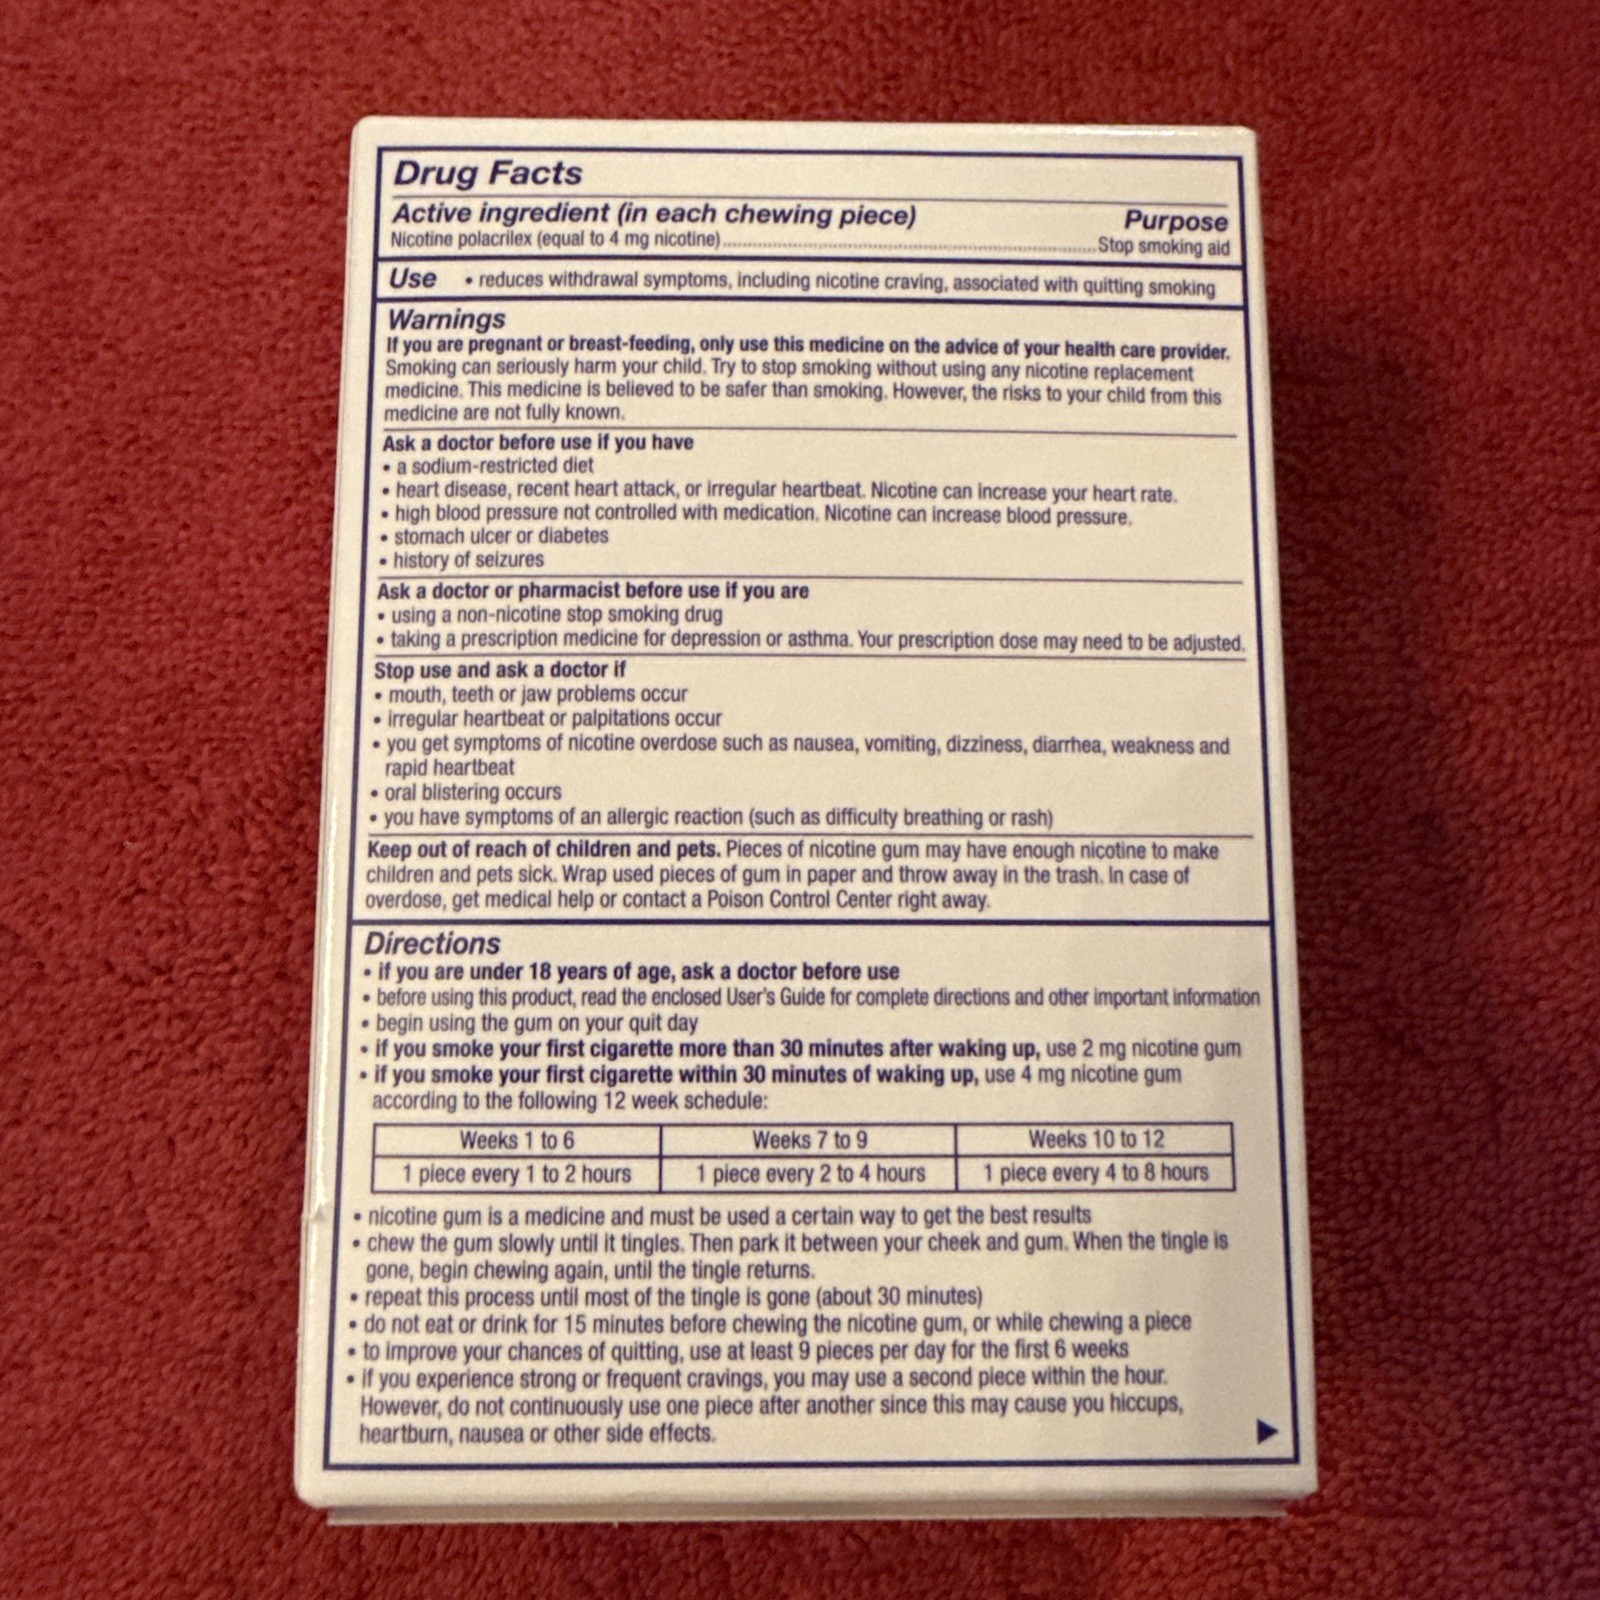 Drug Facts
Active ingredient (in each chewing piece) Purpose
Nicotine polacrilex (equal to 4 mg nicotine)........................................Stop smoking aid
Use • reduces withdrawal symptoms, including nicotine craving, associated with quitting smoking
Warnings
If you are pregnant or breast-feeding, only use this medicine on the advice of your health care provider.
Smoking can seriously harm your child. Try to stop smoking without using any nicotine replacement
medicine. This medicine is believed to be safer than smoking. However, the risks to your child from this
medicine are not fully known.
Ask a doctor before use if you have
• a sodium-restricted diet
• heart disease, recent heart attack, or irregular heartbeat. Nicotine can increase your heart rate.
• high blood pressure not controlled with medication. Nicotine can increase blood pressure.
• stomach ulcer or diabetes
• history of seizures
Ask a doctor or pharmacist before use if you are
• using a non-nicotine stop smoking drug
• taking a prescription medicine for depression or asthma. Your prescription dose may need to be adjusted.
Stop use and ask a doctor if
• mouth, teeth or jaw problems occur
• irregular heartbeat or palpitations occur
• you get symptoms of nicotine overdose such as nausea, vomiting, dizziness, diarrhea, weakness and
rapid heartbeat
• oral blistering occurs
• you have symptoms of an allergic reaction (such as difficulty breathing or rash)
Keep out of reach of children and pets. Pieces of nicotine gum may have enough nicotine to make
children and pets sick. Wrap used pieces of gum in paper and throw away in the trash. In case of
overdose, get medical help or contact a Poison Control Center right away.
Directions
• if you are under 18 years of age, ask a doctor before use
• before using this product, read the enclosed User's Guide for complete directions and other important information
• begin using the gum on your quit day
• if you smoke your first cigarette more than 30 minutes after waking up, use 2 mg nicotine gum
• if you smoke your first cigarette within 30 minutes of waking up, use 4 mg nicotine gum
according to the following 12 week schedule:
Weeks 1 to 6 Weeks 7 to 9 Weeks 10 to 12
1 piece every 1 to 2 hours 1 piece every 2 to 4 hours 1 piece every 4 to 8 hours
• nicotine gum is a medicine and must be used a certain way to get the best results
• chew the gum slowly until it tingles. Then park it between your cheek and gum. When the tingle is
gone, begin chewing again, until the tingle returns.
• repeat this process until most of the tingle is gone (about 30 minutes)
• do not eat or drink for 15 minutes before chewing the nicotine gum, or while chewing a piece
• to improve your chances of quitting, use at least 9 pieces per day for the first 6 weeks
• if you experience strong or frequent cravings, you may use a second piece within the hour.
However, do not continuously use one piece after another since this may cause you hiccups,
heartburn, nausea or other side effects.